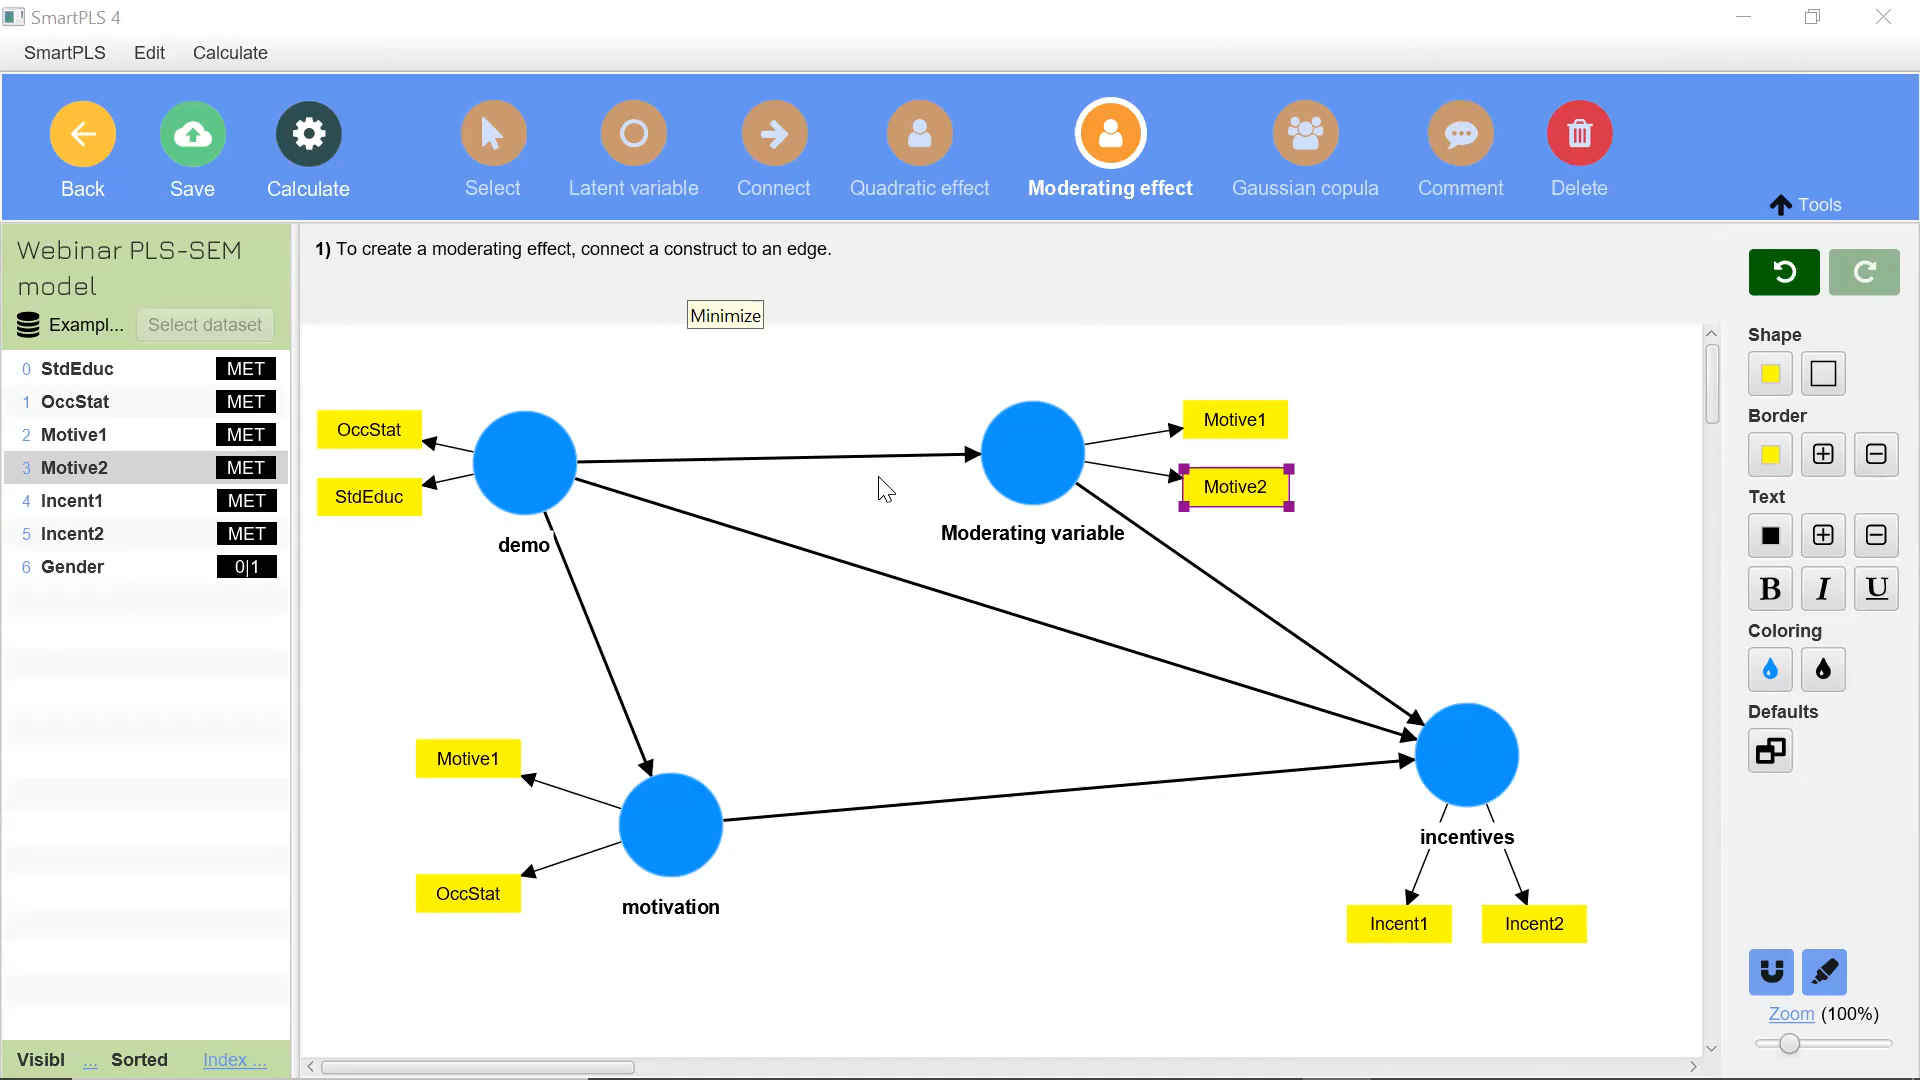 SmartPLS 4
SmartPLS Edit Calculate
Back Save Calculate Select Latent variable Connect Quadratic effect Moderating effect Gaussian copula Comment Delete Tools
Webinar PLS-SEM
model
Exampl... Select dataset
0 StdEduc MET
1 OccStat MET
2 Motive1 MET
3 Motive2 MET
4 Incent1 MET
5 Incent2 MET
6 Gender 0|1
Visibl ... Sorted Index ...
1) To create a moderating effect, connect a construct to an edge.
Minimize
OccStat
StdEduc
demo
Motive1
Motive2
Moderating variable
Motive1
OccStat
motivation
incentives
Incent1 Incent2
Shape
Border
Text
B I U
Coloring
Defaults
Zoom (100%)